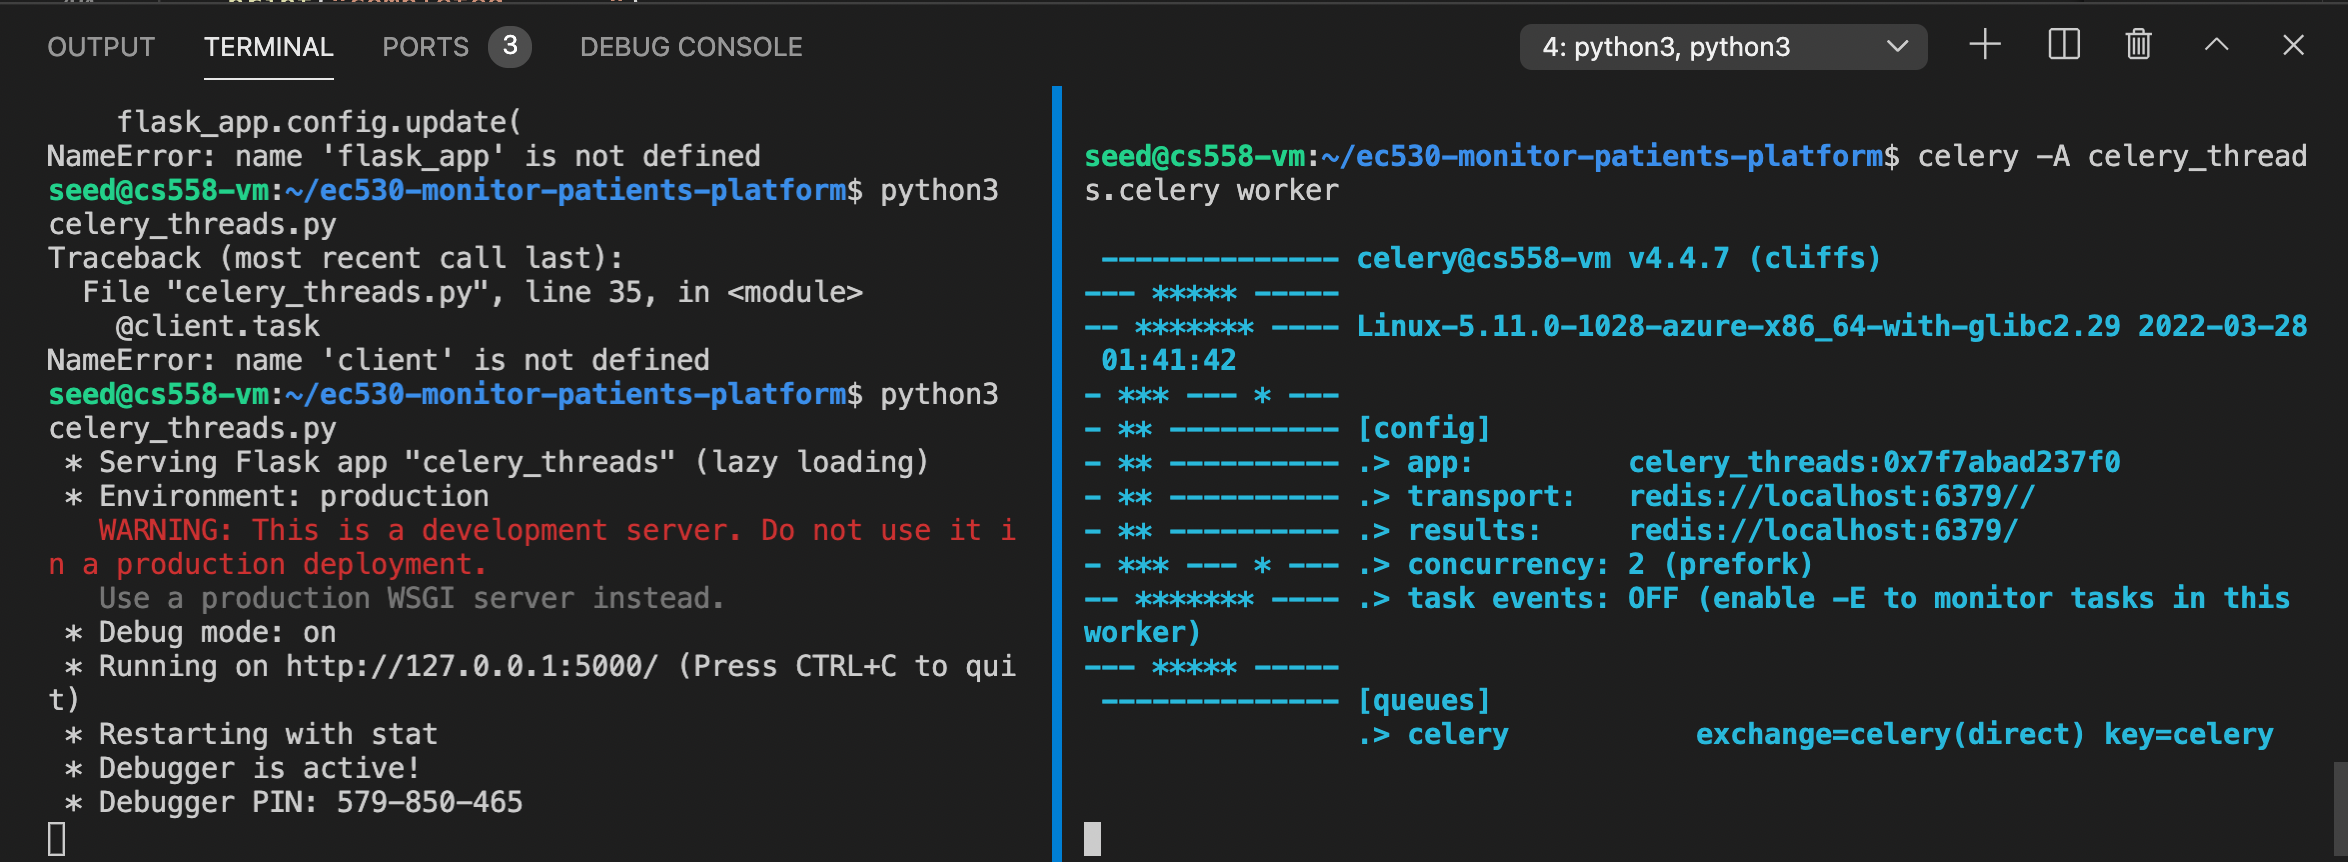 OUTPUT TERMINAL PORTS 3 DEBUG CONSOLE 4: python3, python3
    flask_app.config.update(
NameError: name 'flask_app' is not defined
seed@cs558-vm:~/ec530-monitor-patients-platform$ python3
celery_threads.py
Traceback (most recent call last):
  File "celery_threads.py", line 35, in <module>
    @client.task
NameError: name 'client' is not defined
seed@cs558-vm:~/ec530-monitor-patients-platform$ python3
celery_threads.py
 * Serving Flask app "celery_threads" (lazy loading)
 * Environment: production
   WARNING: This is a development server. Do not use it i
n a production deployment.
   Use a production WSGI server instead.
 * Debug mode: on
 * Running on http://127.0.0.1:5000/ (Press CTRL+C to qui
t)
 * Restarting with stat
 * Debugger is active!
 * Debugger PIN: 579-850-465
seed@cs558-vm:~/ec530-monitor-patients-platform$ celery -A celery_thread
s.celery worker
 -------------- celery@cs558-vm v4.4.7 (cliffs)
--- ***** -----
-- ******* ---- Linux-5.11.0-1028-azure-x86_64-with-glibc2.29 2022-03-28
 01:41:42
- *** --- * ---
- ** ---------- [config]
- ** ---------- .> app:         celery_threads:0x7f7abad237f0
- ** ---------- .> transport:   redis://localhost:6379//
- ** ---------- .> results:     redis://localhost:6379/
- *** --- * --- .> concurrency: 2 (prefork)
-- ******* ---- .> task events: OFF (enable -E to monitor tasks in this
worker)
--- ***** -----
 -------------- [queues]
                .> celery           exchange=celery(direct) key=celery